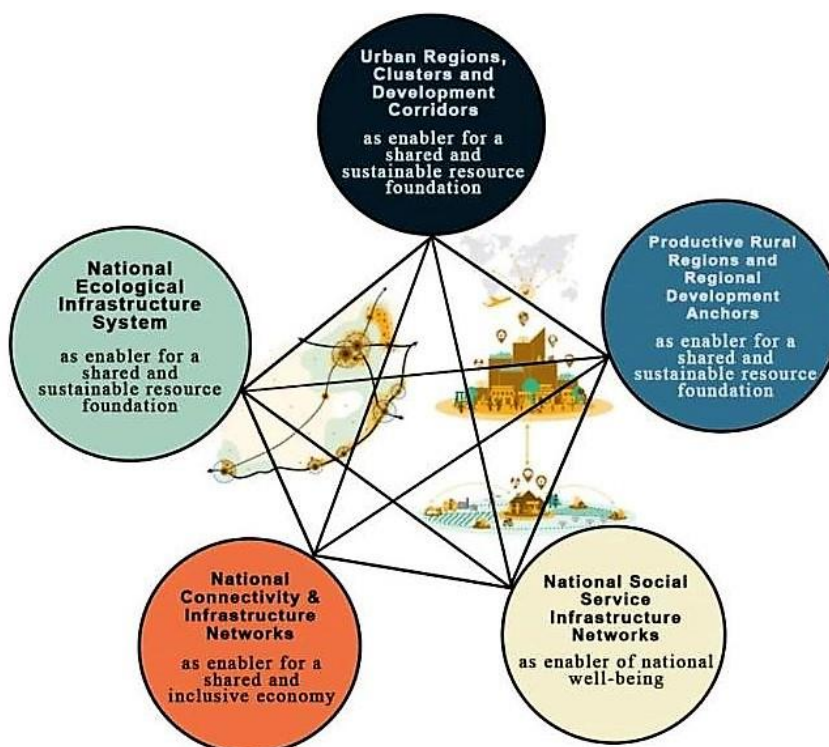 Urban Regions,
Clusters and
Development
Corridors
as enabler for a
shared and
sustainable resource
foundation
National
Ecological
Infrastructure
System
as enabler for a
shared and
sustainable resource
foundation
Productive Rural
Regions and
Regional
Development
Anchors
as enabler for a
shared and
sustainable resource
foundation
National
Connectivity &
Infrastructure
Networks
as enabler for a
shared and
inclusive economy
National Social
Service
Infrastructure
Networks
as enabler of national
well-being